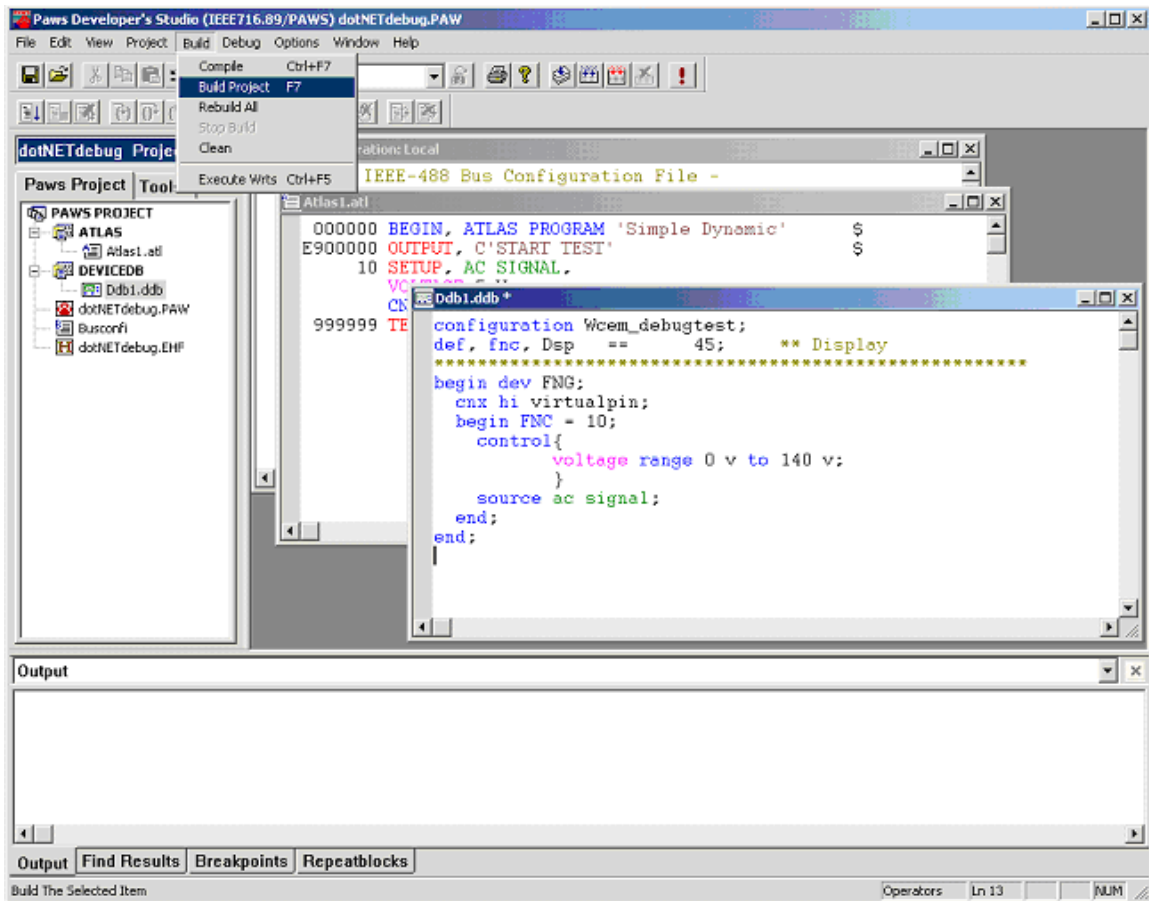 Paws Developer's Studio (IEEE716.89/PAWS) dotNETdebug.PAW
File Edit View Project Build Debug Options Window Help
Compile Ctrl+F7
Build Project F7
Rebuild All
Stop Build
Clean
Execute Wrts Ctrl+F5
dotNETdebug Proje
Paws Project Tool
PAWS PROJECT
ATLAS
Atlas1.atl
DEVICEDB
Ddb1.ddb
dotNETdebug.PAW
Busconfi
dotNETdebug.EHF
ration: Local
IEEE-488 Bus Configuration File -
Atlas1.atl
000000 BEGIN, ATLAS PROGRAM 'Simple Dynamic' $
E900000 OUTPUT, C'START TEST' $
10 SETUP, AC SIGNAL,
CN
999999 TE
Ddb1.ddb *
configuration Wcem_debugtest;
def, fnc, Dsp == 45; ** Display
*******************************************************
begin dev FNG;
cnx hi virtualpin;
begin FNC = 10;
control{
voltage range 0 v to 140 v;
}
source ac signal;
end;
end;
Output
Output Find Results Breakpoints Repeatblocks
Build The Selected Item Operators Ln 13 NUM